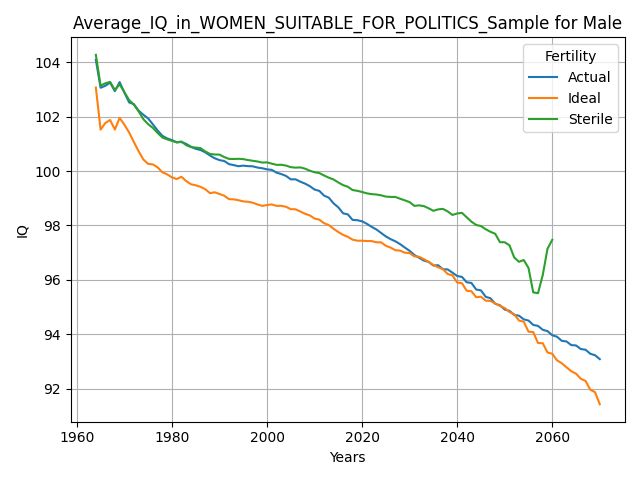 Average_IQ_in_WOMEN_SUITABLE_FOR_POLITICS_Sample for Male
Fertility
Actual
Ideal
Sterile
IQ
104
102
100
98
96
94
92
1960
1980
2000
2020
2040
2060
Years